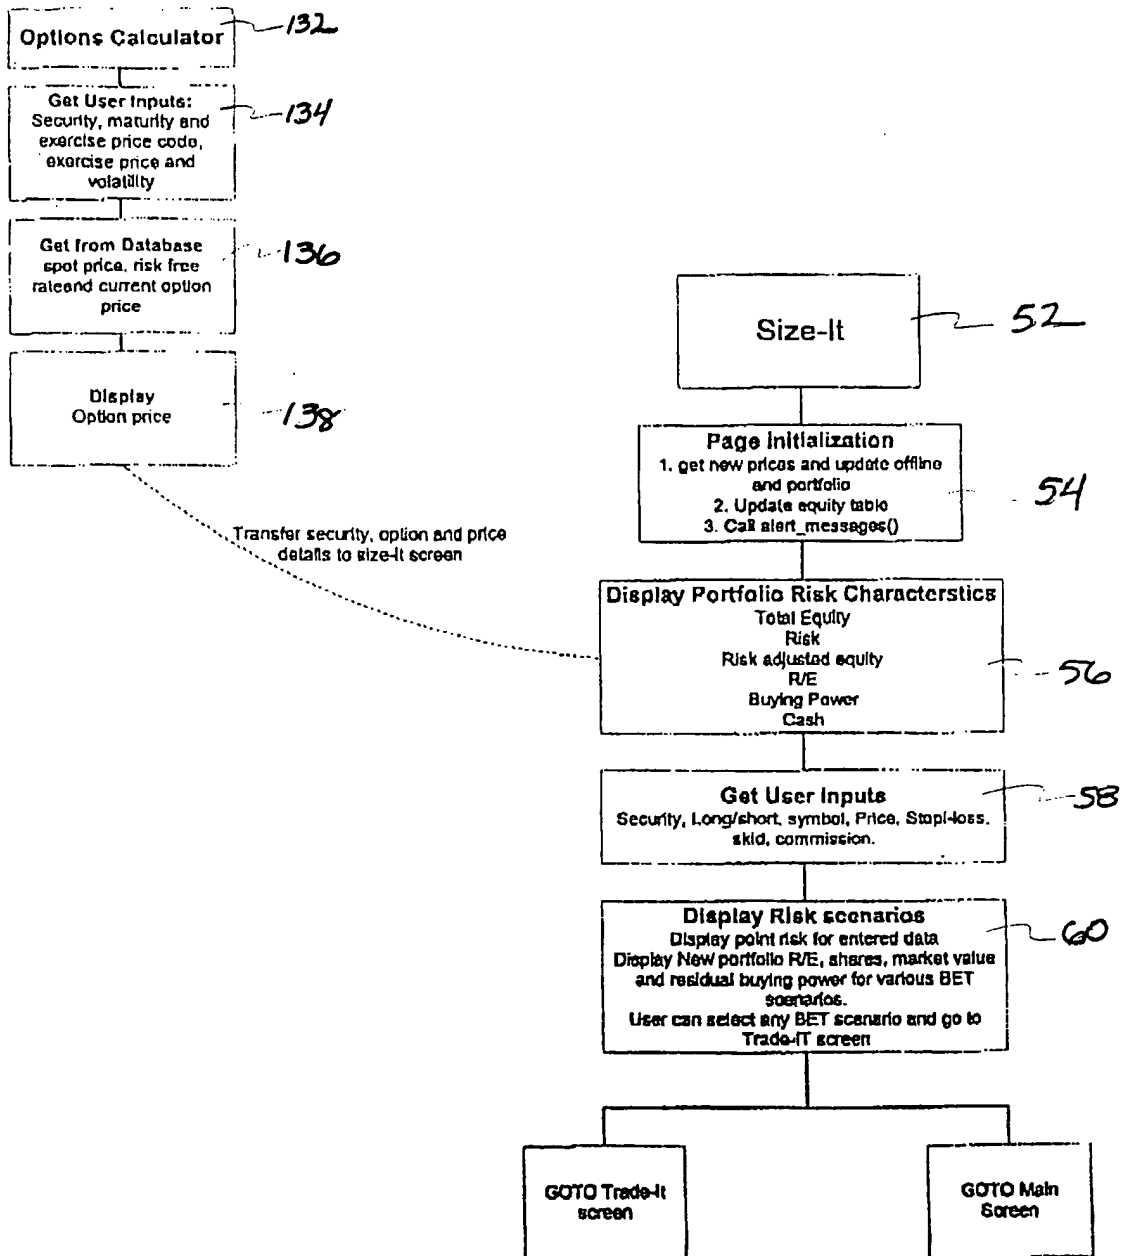 Options Calculator
132
Get User Inputs:
Security, maturity and
exercise price code,
exercise price and
volatility
134
Get from Database
spot price, risk free
rateand current option
price
136
Display
Option price
138
Transfer security, option and price
details to size-it screen
Size-It
52
Page Initialization
1. get new prices and update offline
and portfolio
2. Update equity table
3. Call alert_messages()
54
Display Portfolio Risk Characterstics
Total Equity
Risk
Risk adjusted equity
R/E
Buying Power
Cash
56
Get User Inputs
Security, Long/short, symbol, Price, Stopl-loss,
skid, commission.
58
Display Risk scenarios
Display point risk for entered data
Display New portfolio R/E, shares, market value
and residual buying power for various BET
scenarios.
User can select any BET scenario and go to
Trade-IT screen
60
GOTO Trade-It
screen
GOTO Main
Screen